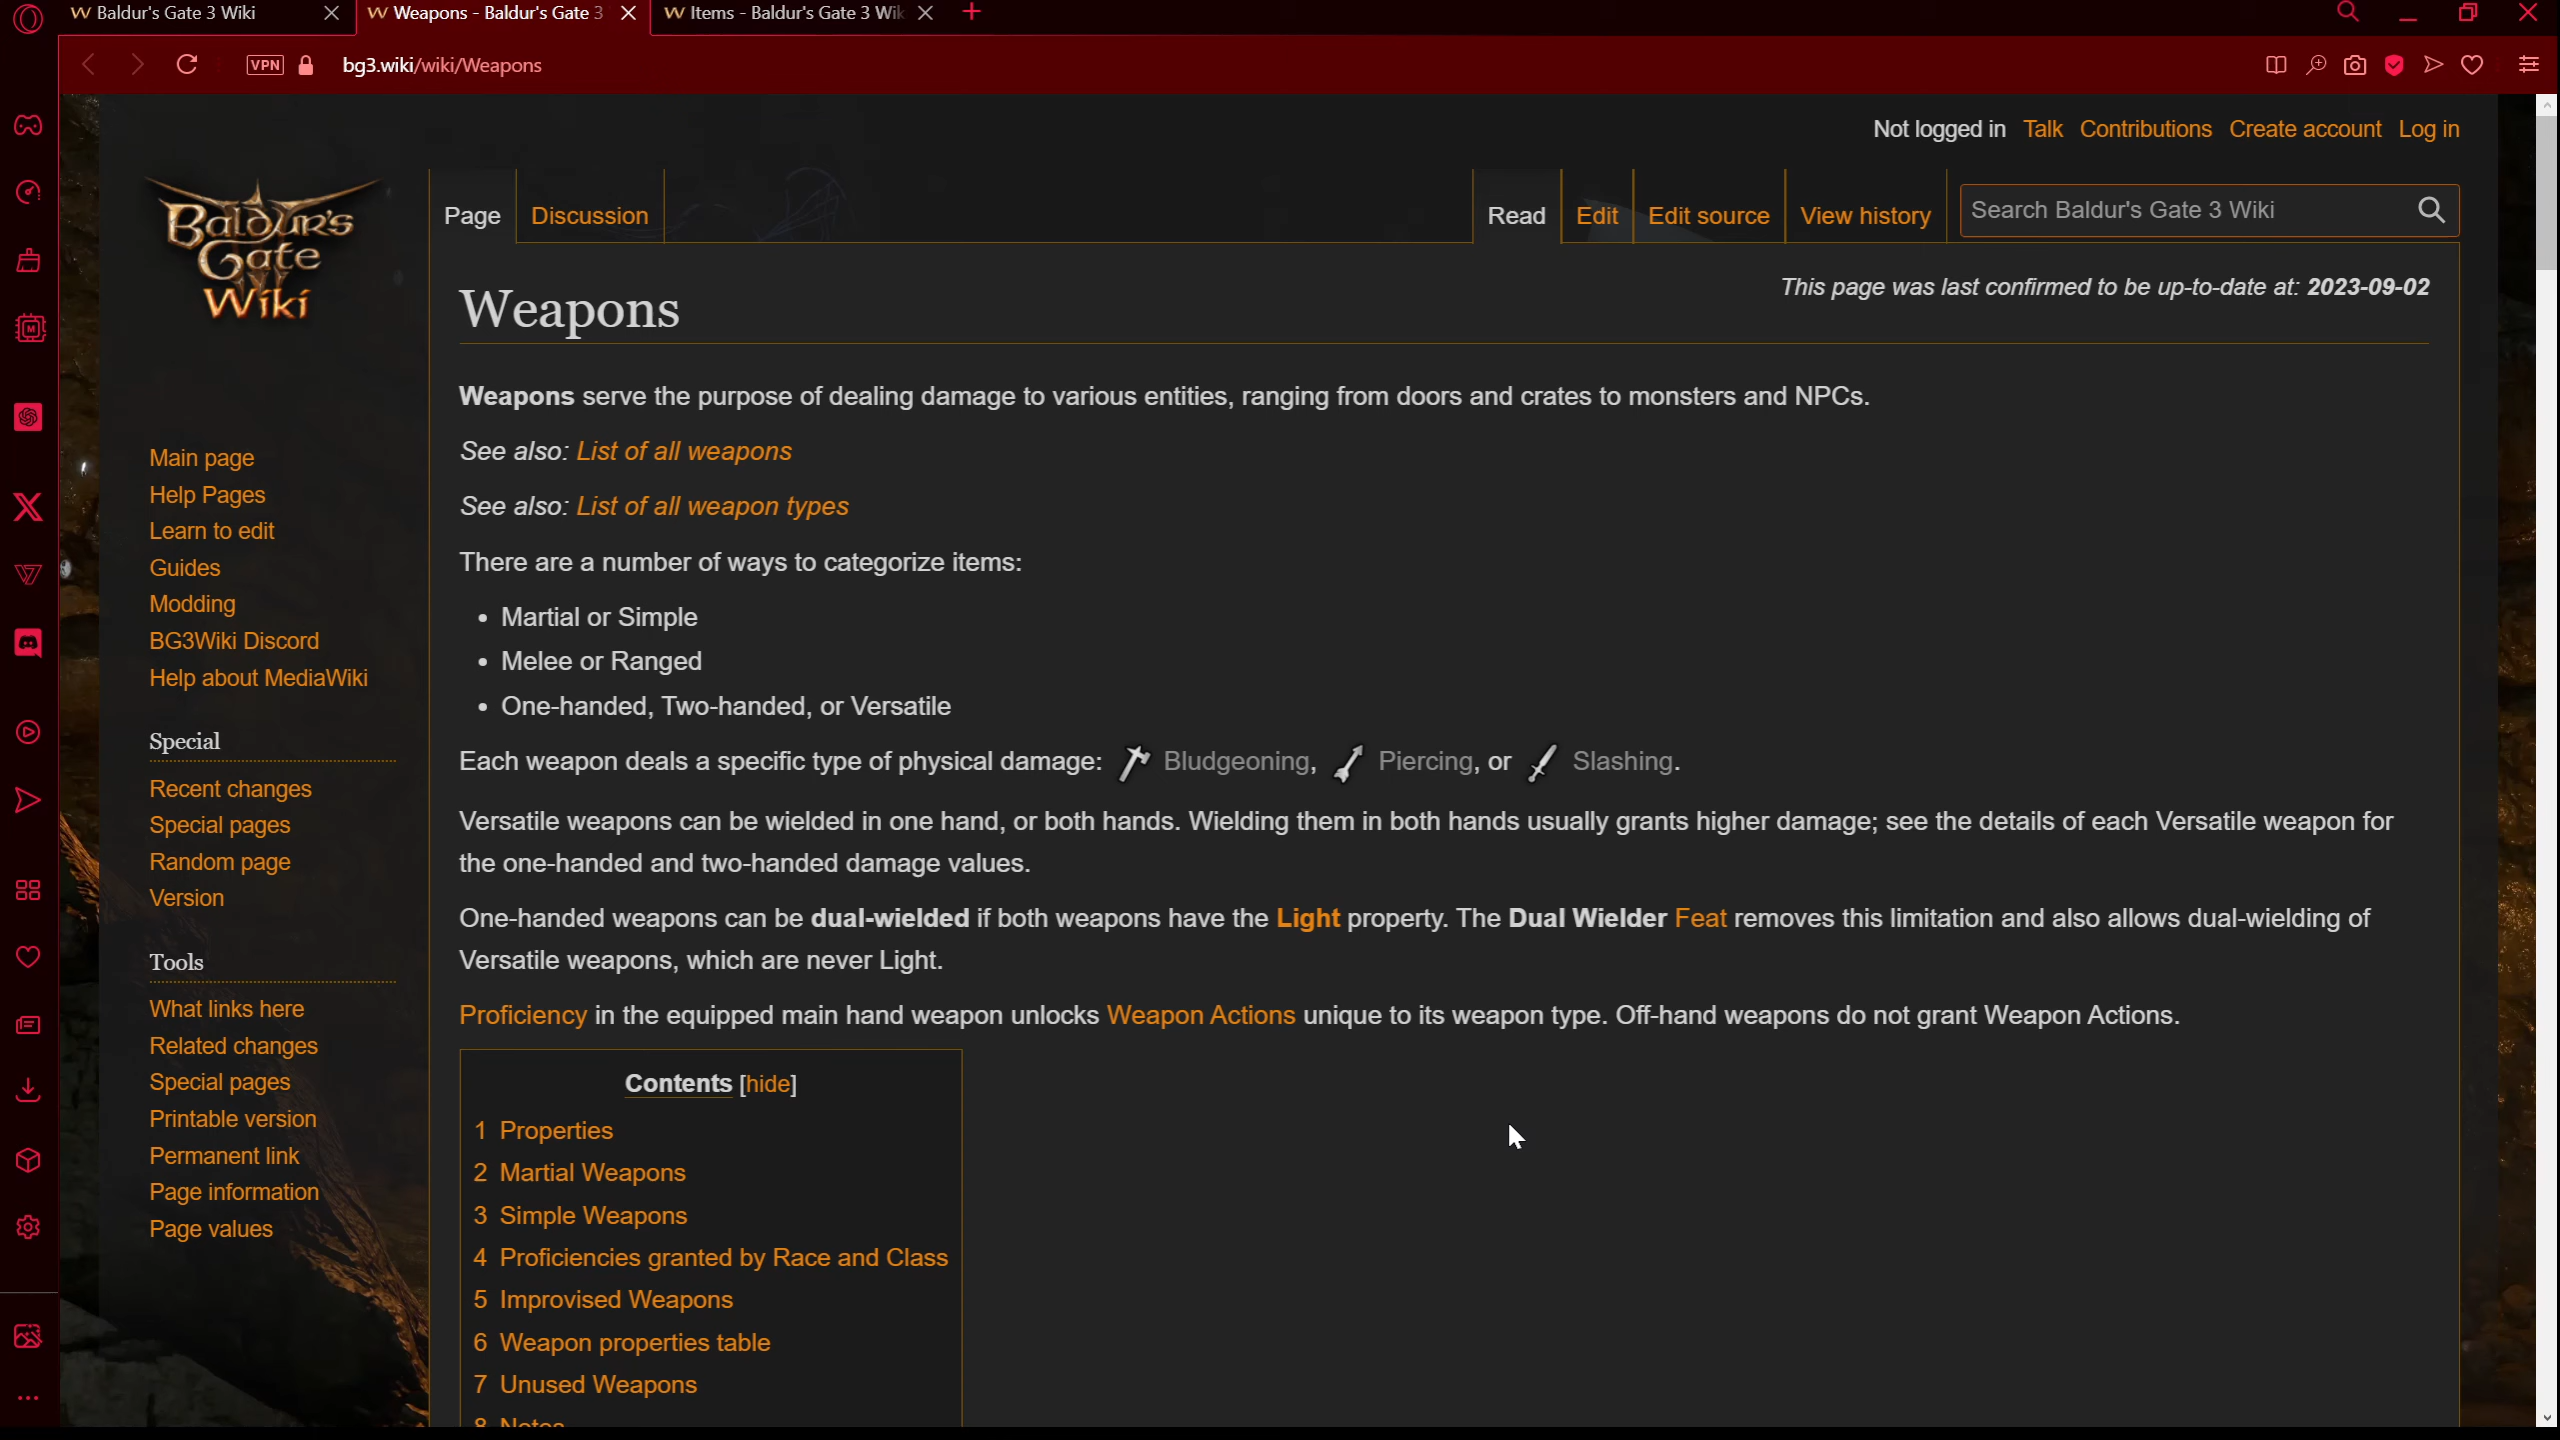 Baldur's Gate 3 Wiki
Weapons - Baldur's Gate 3
Items - Baldur's Gate 3 Wik
VPN
bg3.wiki/wiki/Weapons
Not logged in Talk Contributions Create account Log in
Baldur's
Gate
Wiki
Page Discussion
Read Edit Edit source View history
Search Baldur's Gate 3 Wiki
Weapons
This page was last confirmed to be up-to-date at: 2023-09-02
Weapons serve the purpose of dealing damage to various entities, ranging from doors and crates to monsters and NPCs.
See also: List of all weapons
See also: List of all weapon types
There are a number of ways to categorize items:
• Martial or Simple
• Melee or Ranged
• One-handed, Two-handed, or Versatile
Each weapon deals a specific type of physical damage: Bludgeoning, Piercing, or Slashing.
Versatile weapons can be wielded in one hand, or both hands. Wielding them in both hands usually grants higher damage; see the details of each Versatile weapon for
the one-handed and two-handed damage values.
One-handed weapons can be dual-wielded if both weapons have the Light property. The Dual Wielder Feat removes this limitation and also allows dual-wielding of
Versatile weapons, which are never Light.
Proficiency in the equipped main hand weapon unlocks Weapon Actions unique to its weapon type. Off-hand weapons do not grant Weapon Actions.
Contents [hide]
1 Properties
2 Martial Weapons
3 Simple Weapons
4 Proficiencies granted by Race and Class
5 Improvised Weapons
6 Weapon properties table
7 Unused Weapons
8 Notes
Main page
Help Pages
Learn to edit
Guides
Modding
BG3Wiki Discord
Help about MediaWiki
Special
Recent changes
Special pages
Random page
Version
Tools
What links here
Related changes
Special pages
Printable version
Permanent link
Page information
Page values